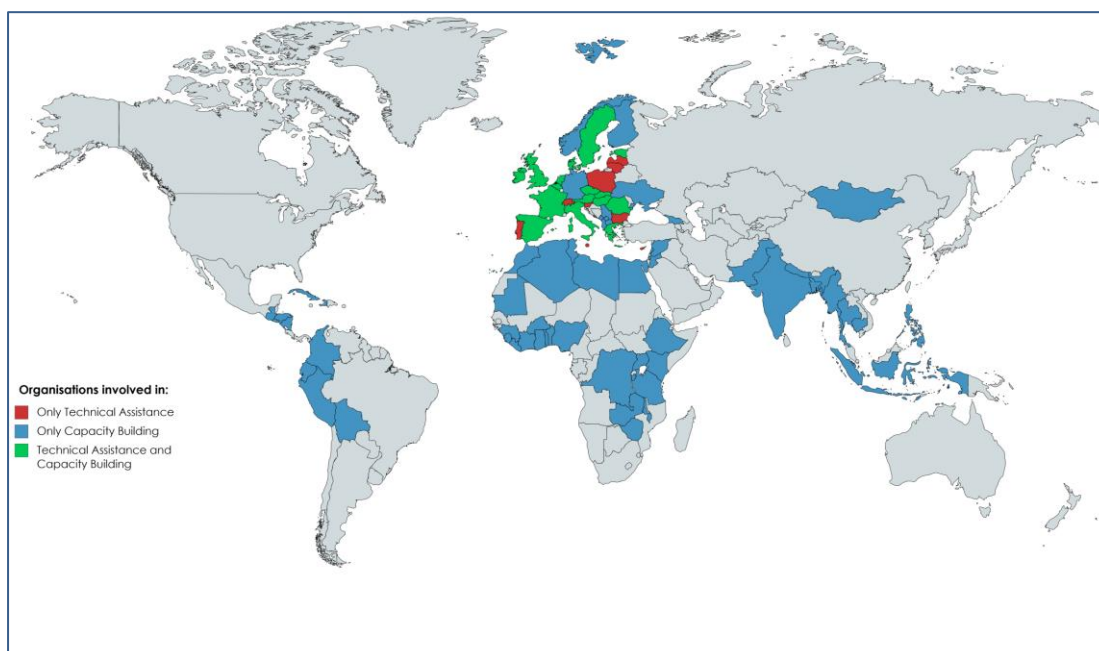 Organisations involved in:
Only Technical Assistance
Only Capacity Building
Technical Assistance and
Capacity Building